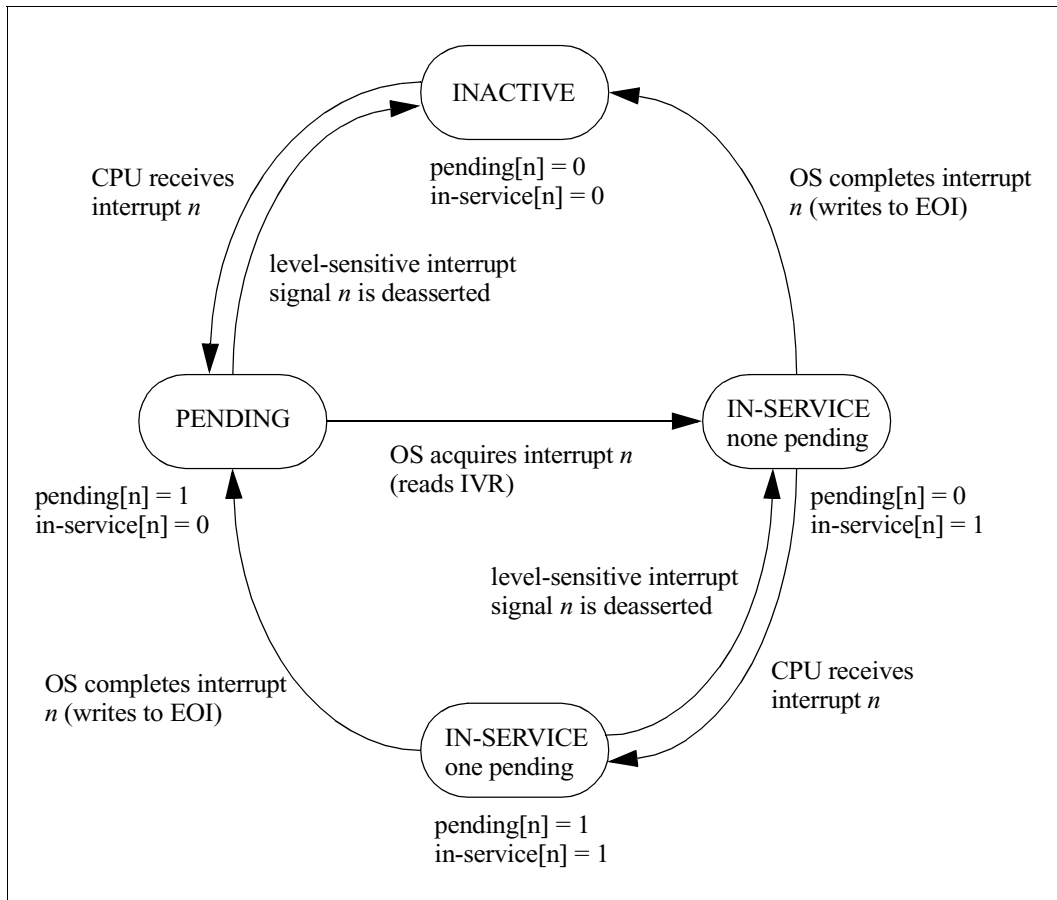 INACTIVE
pending[n] = 0
in-service[n] = 0
CPU receives
interrupt n
OS completes interrupt
n (writes to EOI)
level-sensitive interrupt
signal n is deasserted
PENDING
pending[n] = 1
in-service[n] = 0
OS acquires interrupt n
(reads IVR)
IN-SERVICE
none pending
pending[n] = 0
in-service[n] = 1
level-sensitive interrupt
signal n is deasserted
OS completes interrupt
n (writes to EOI)
CPU receives
interrupt n
IN-SERVICE
one pending
pending[n] = 1
in-service[n] = 1